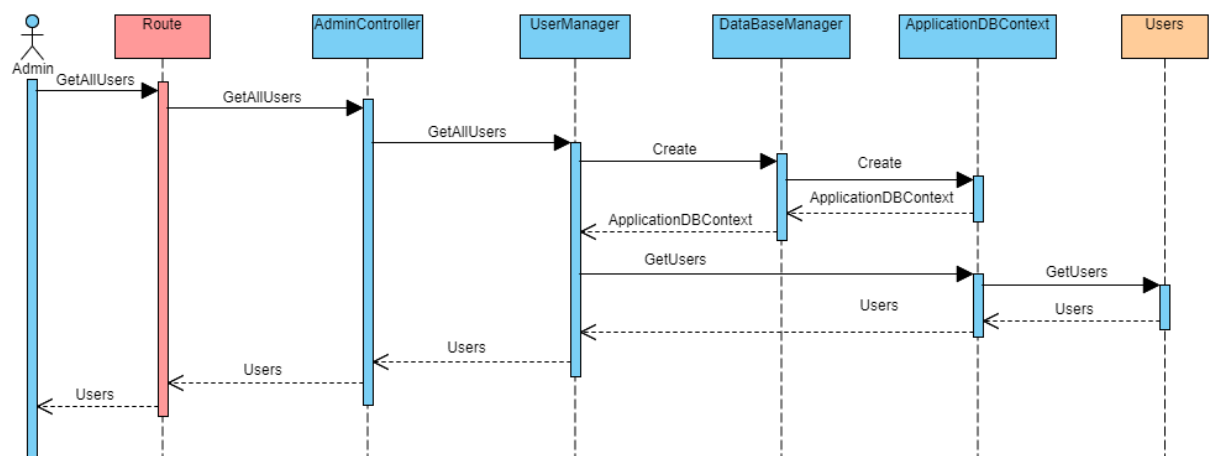 Route
AdminController
UserManager
DataBaseManager
ApplicationDBContext
Users
Admin
GetAllUsers
GetAllUsers
GetAllUsers
Create
Create
ApplicationDBContext
ApplicationDBContext
GetUsers
GetUsers
Users
Users
Users
Users
Users